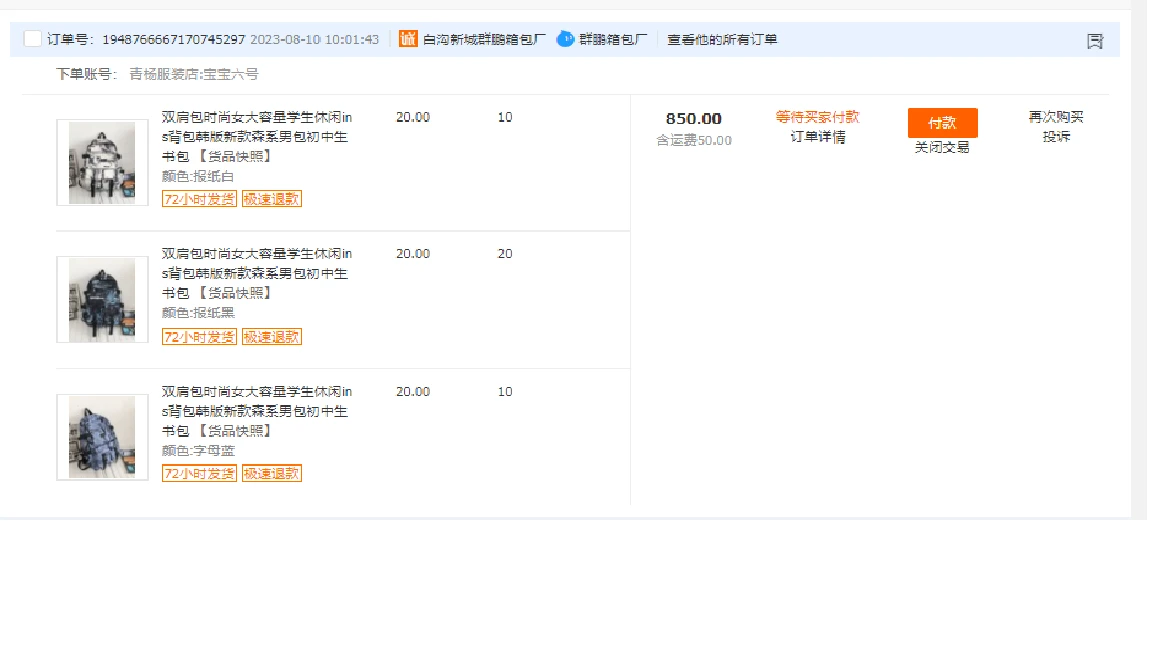 订单号：1948766667170745297 2023-08-10 10:01:43 诚 白沟新城群鹏箱包厂 群鹏箱包厂 查看他的所有订单
下单账号： 青杨服装店:宝宝六号
双肩包时尚女大容量学生休闲in 20.00 10 850.00 等待买家付款 付款 再次购买
s背包韩版新款森系男包初中生 含运费50.00 订单详情 关闭交易 投诉
书包 【货品快照】
颜色:报纸白
72小时发货 极速退款
双肩包时尚女大容量学生休闲in 20.00 20
s背包韩版新款森系男包初中生
书包 【货品快照】
颜色:报纸黑
72小时发货 极速退款
双肩包时尚女大容量学生休闲in 20.00 10
s背包韩版新款森系男包初中生
书包 【货品快照】
颜色:字母蓝
72小时发货 极速退款